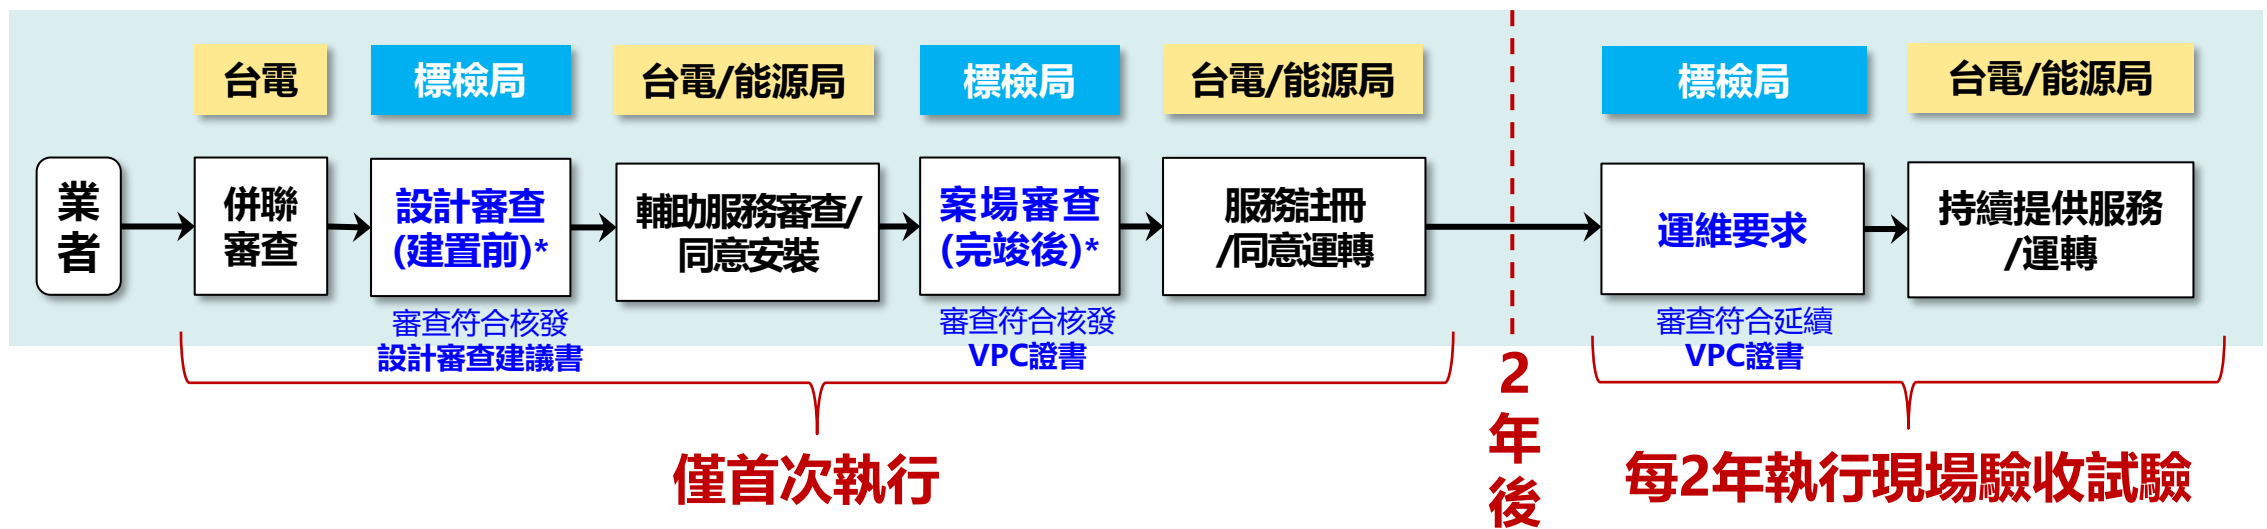 台電
標檢局
台電/能源局
標檢局
台電/能源局
標檢局
台電/能源局
業者
併聯
審查
設計審查
(建置前)*
輔助服務審查/
同意安裝
案場審查
(完竣後)*
服務註冊
/同意運轉
運維要求
持續提供服務
/運轉
審查符合核發
設計審查建議書
審查符合核發
VPC證書
審查符合延續
VPC證書
2年後
僅首次執行
每2年執行現場驗收試驗